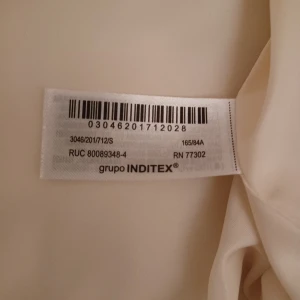 03046201712028
3046/201/712/S 165/84A
RUC 80089348-4 RN 77302
grupo INDITEX®